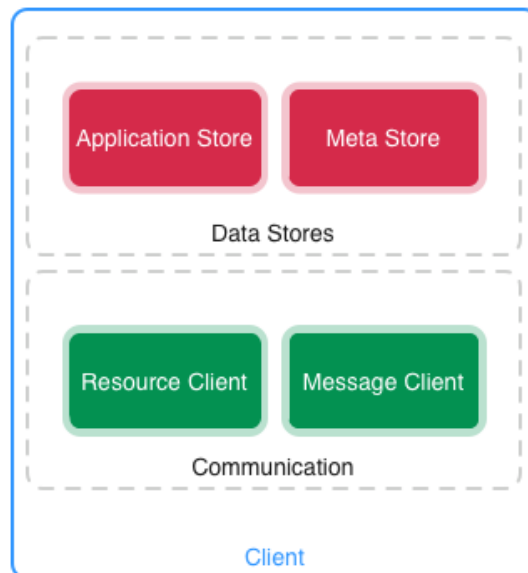 Application Store
Meta Store
Data Stores
Resource Client
Message Client
Communication
Client